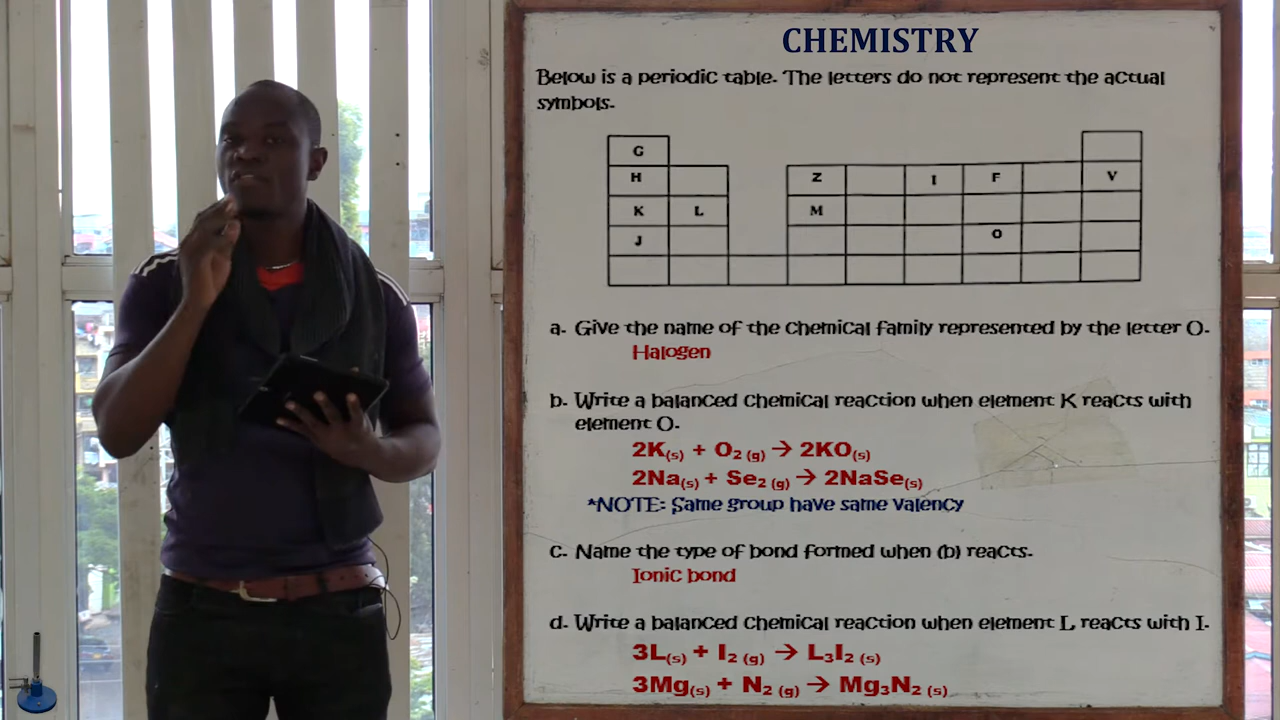 CHEMISTRY
Below is a periodic table. The letters do not represent the actual
symbols.
G
H Z I F V
K L M
J O
a. Give the name of the chemical family represented by the letter O.
Halogen
b. Write a balanced chemical reaction when element K reacts with
element O.
2K(s) + O₂ (g) → 2KO(s)
2Na(s) + Se₂ (g) → 2NaSe(s)
*NOTE: Same group have same valency
c. Name the type of bond formed when (b) reacts.
Ionic bond
d. Write a balanced chemical reaction when element L reacts with I.
3L(s) + I₂ (g) → L₃I₂ (s)
3Mg(s) + N₂ (g) → Mg₃N₂ (s)